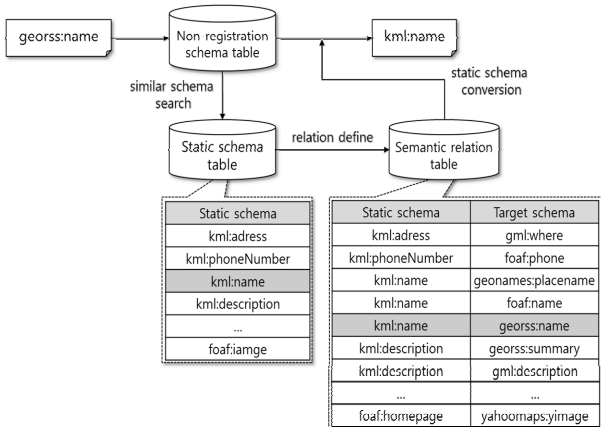 georss:name
Non registration
schema table
kml:name
similar schema
search
static schema
conversion
Static schema
table
relation define
Semantic relation
table
Static schema
kml:adress
kml:phoneNumber
kml:name
kml:description
...
foaf:iamge
Static schema Target schema
kml:adress gml:where
kml:phoneNumber foaf:phone
kml:name geonames:placename
kml:name foaf:name
kml:name georss:name
kml:description georss:summary
kml:description gml:description
... ...
foaf:homepage yahoomaps:yimage